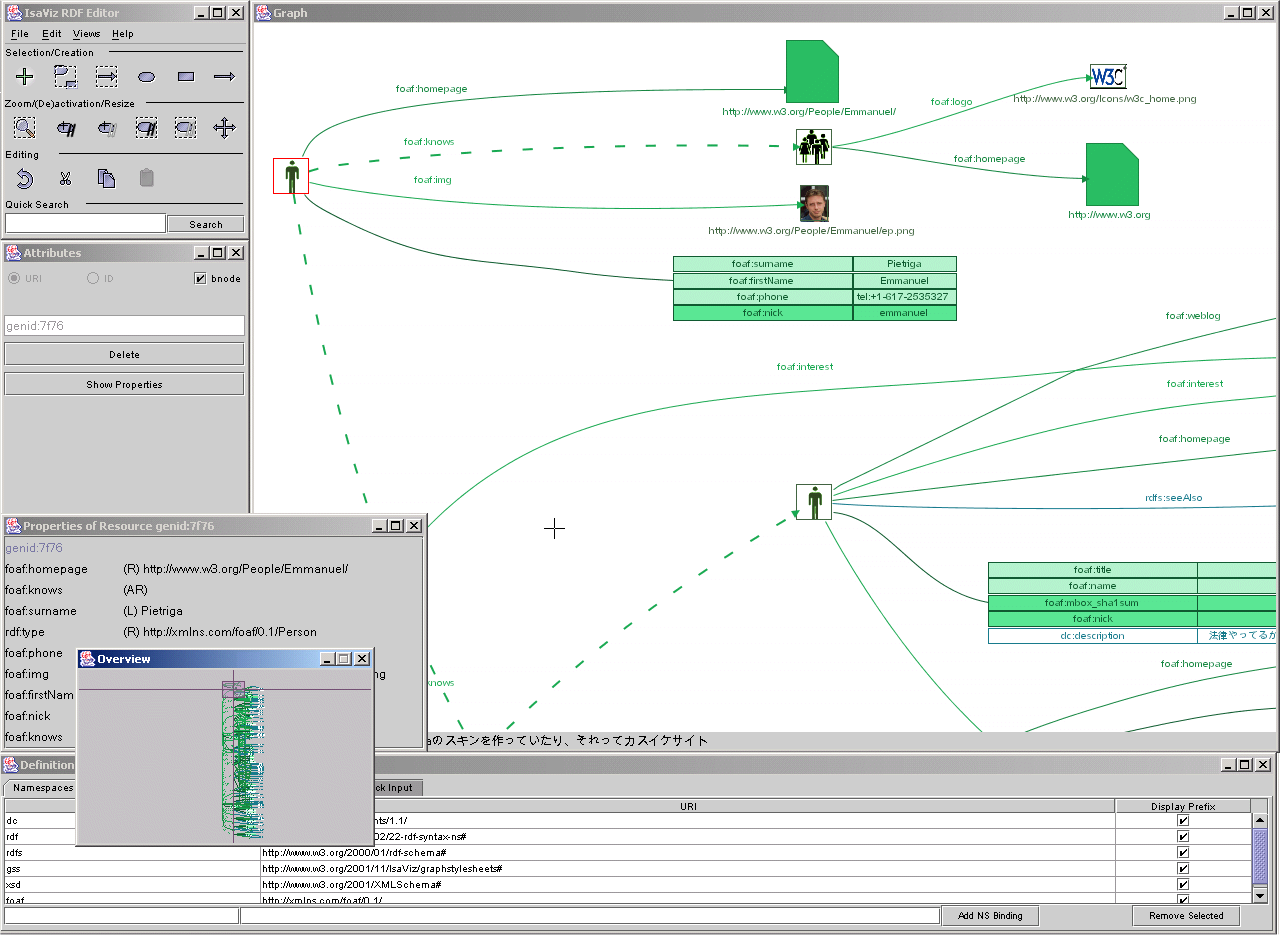 IsaViz RDF Editor
File Edit Views Help
Selection/Creation
Zoom/(De)activation/Resize
Editing
Quick Search
Search
Attributes
URI ID bnode
genid:7f76
Delete
Show Properties
Graph
foaf:homepage
http://www.w3.org/People/Emmanuel/
foaf:logo
W3C
http://www.w3.org/Icons/w3c_home.png
foaf:knows
foaf:homepage
http://www.w3.org
foaf:img
http://www.w3.org/People/Emmanuel/ep.png
foaf:surname Pietriga
foaf:firstName Emmanuel
foaf:phone tel:+1-617-2535327
foaf:nick emmanuel
foaf:weblog
foaf:interest
foaf:interest
foaf:homepage
rdfs:seeAlso
foaf:title
foaf:name
foaf:mbox_sha1sum
foaf:nick
dc:description 法律やってるか
foaf:homepage
knows
aのスキンを作っていたり、それってカスイケサイト
Properties of Resource genid:7f76
genid:7f76
foaf:homepage (R) http://www.w3.org/People/Emmanuel/
foaf:knows (AR)
foaf:surname (L) Pietriga
rdf:type (R) http://xmlns.com/foaf/0.1/Person
foaf:phone
foaf:img ng
foaf:firstNam
foaf:nick
foaf:knows
Overview
Definition
Namespaces ck Input
URI Display Prefix
dc nts/1.1/
rdf 02/22-rdf-syntax-ns#
rdfs http://www.w3.org/2000/01/rdf-schema#
gss http://www.w3.org/2001/11/IsaViz/graphstylesheets#
xsd http://www.w3.org/2001/XMLSchema#
foaf http://xmlns.com/foaf/0.1/
Add NS Binding Remove Selected